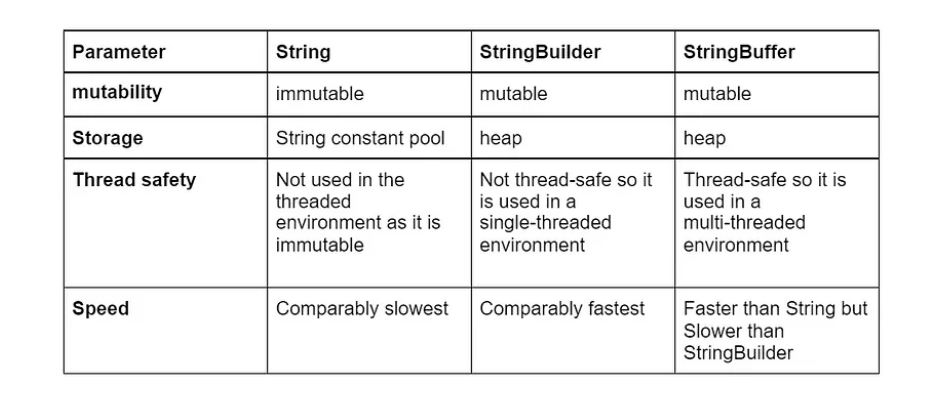 Parameter String StringBuilder StringBuffer
mutability immutable mutable mutable
Storage String constant pool heap heap
Thread safety
Not used in the
threaded
environment as it is
immutable
Not thread-safe so it
is used in a
single-threaded
environment
Thread-safe so it is
used in a
multi-threaded
environment
Speed
Comparably slowest
Comparably fastest
Faster than String but
Slower than
StringBuilder